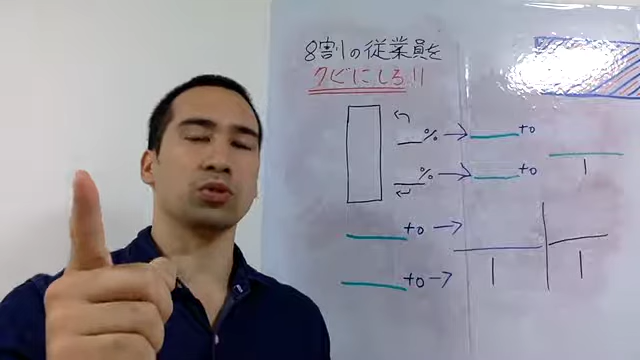 8割の従業員を
クビにしろ!!
% → +0
% → +0
1
+0 →
+0 →
1
1